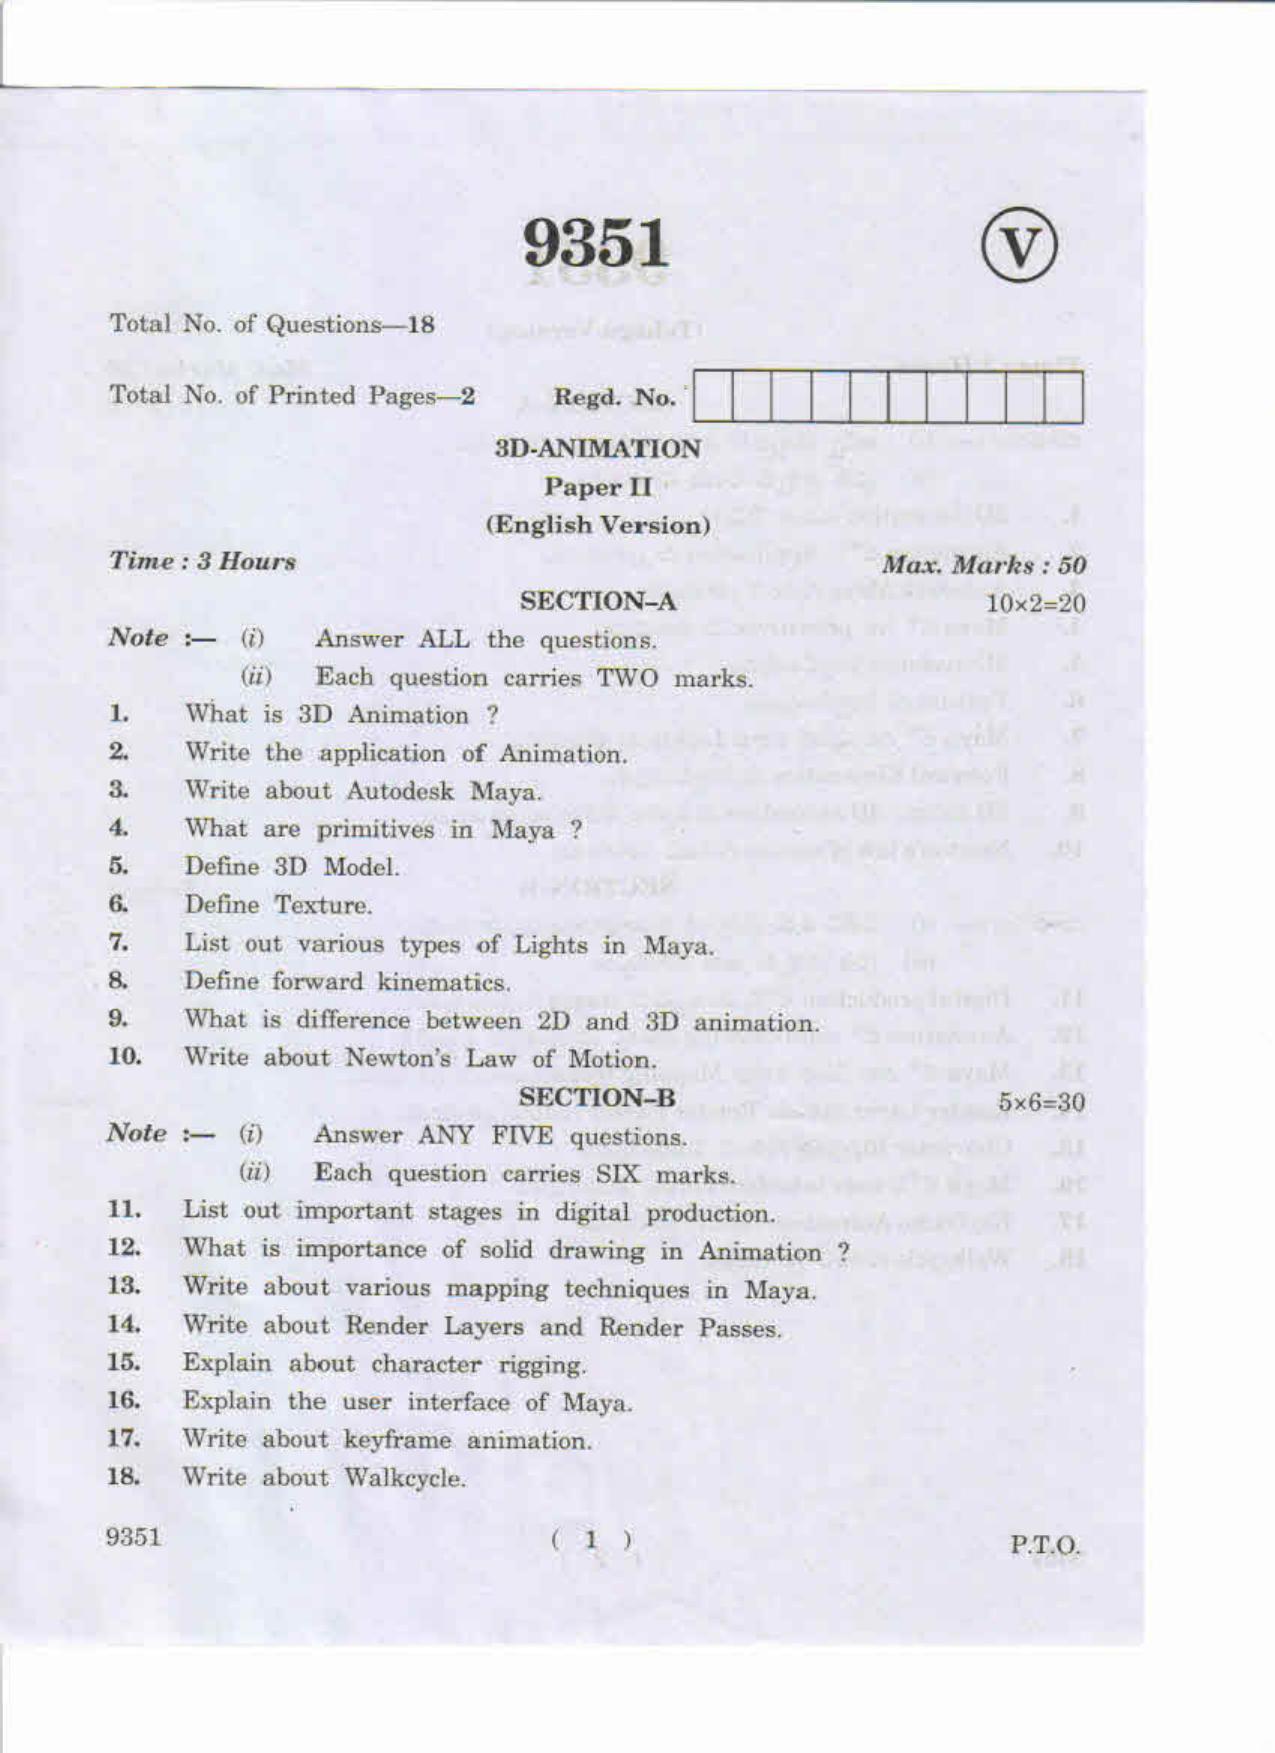 9351
V
Total No. of Questions—18
Total No. of Printed Pages—2 Regd. No.
3D-ANIMATION
Paper II
(English Version)
Time : 3 Hours Max. Marks : 50
SECTION–A 10×2=20
Note :— (i) Answer ALL the questions.
(ii) Each question carries TWO marks.
1. What is 3D Animation ?
2. Write the application of Animation.
3. Write about Autodesk Maya.
4. What are primitives in Maya ?
5. Define 3D Model.
6. Define Texture.
7. List out various types of Lights in Maya.
8. Define forward kinematics.
9. What is difference between 2D and 3D animation.
10. Write about Newton's Law of Motion.
SECTION–B 5×6=30
Note :— (i) Answer ANY FIVE questions.
(ii) Each question carries SIX marks.
11. List out important stages in digital production.
12. What is importance of solid drawing in Animation ?
13. Write about various mapping techniques in Maya.
14. Write about Render Layers and Render Passes.
15. Explain about character rigging.
16. Explain the user interface of Maya.
17. Write about keyframe animation.
18. Write about Walkcycle.
9351 ( 1 ) P.T.O.